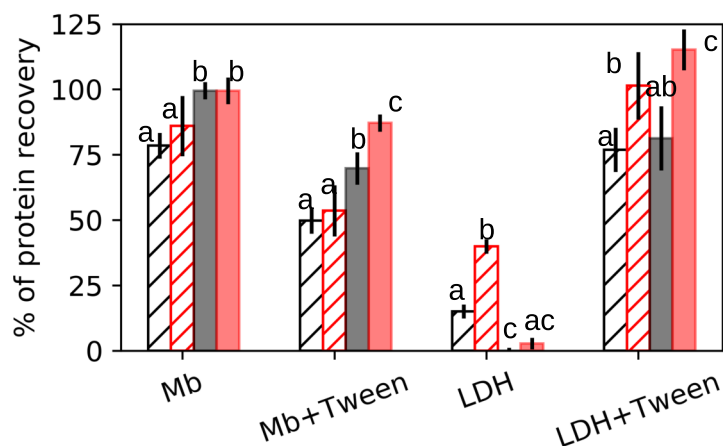 % of protein recovery
125
100
75
50
25
0
a a b b
a a b c
a b c ac
a b ab c
Mb
Mb+Tween
LDH
LDH+Tween